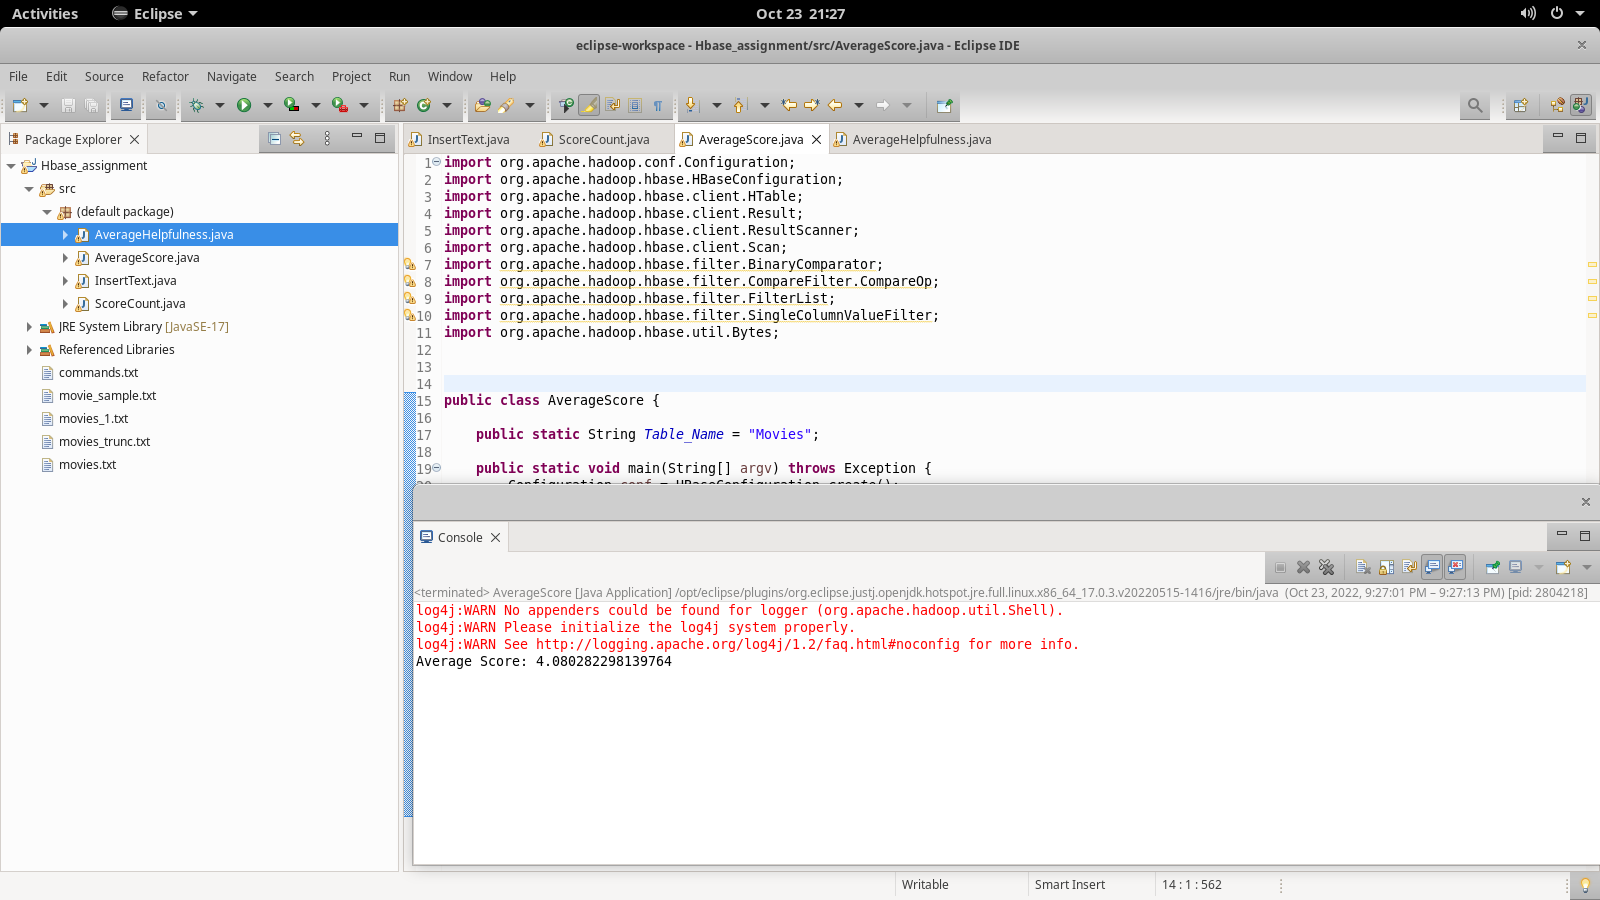 Activities
Eclipse
Oct 23 21:27
eclipse-workspace - Hbase_assignment/src/AverageScore.java - Eclipse IDE
File Edit Source Refactor Navigate Search Project Run Window Help
Package Explorer
Hbase_assignment
src
(default package)
AverageHelpfulness.java
AverageScore.java
InsertText.java
ScoreCount.java
JRE System Library [JavaSE-17]
Referenced Libraries
commands.txt
movie_sample.txt
movies_1.txt
movies_trunc.txt
movies.txt
InsertText.java ScoreCount.java AverageScore.java AverageHelpfulness.java
1 import org.apache.hadoop.conf.Configuration;
2 import org.apache.hadoop.hbase.HBaseConfiguration;
3 import org.apache.hadoop.hbase.client.HTable;
4 import org.apache.hadoop.hbase.client.Result;
5 import org.apache.hadoop.hbase.client.ResultScanner;
6 import org.apache.hadoop.hbase.client.Scan;
7 import org.apache.hadoop.hbase.filter.BinaryComparator;
8 import org.apache.hadoop.hbase.filter.CompareFilter.CompareOp;
9 import org.apache.hadoop.hbase.filter.FilterList;
10 import org.apache.hadoop.hbase.filter.SingleColumnValueFilter;
11 import org.apache.hadoop.hbase.util.Bytes;
12
13
14
15 public class AverageScore {
16
17 public static String Table_Name = "Movies";
18
19 public static void main(String[] argv) throws Exception {
20 Configuration conf = HBaseConfiguration.create();
Console
<terminated> AverageScore [Java Application] /opt/eclipse/plugins/org.eclipse.justj.openjdk.hotspot.jre.full.linux.x86_64_17.0.3.v20220515-1416/jre/bin/java (Oct 23, 2022, 9:27:01 PM – 9:27:13 PM) [pid: 2804218]
log4j:WARN No appenders could be found for logger (org.apache.hadoop.util.Shell).
log4j:WARN Please initialize the log4j system properly.
log4j:WARN See http://logging.apache.org/log4j/1.2/faq.html#noconfig for more info.
Average Score: 4.080282298139764
Writable
Smart Insert
14 : 1 : 562